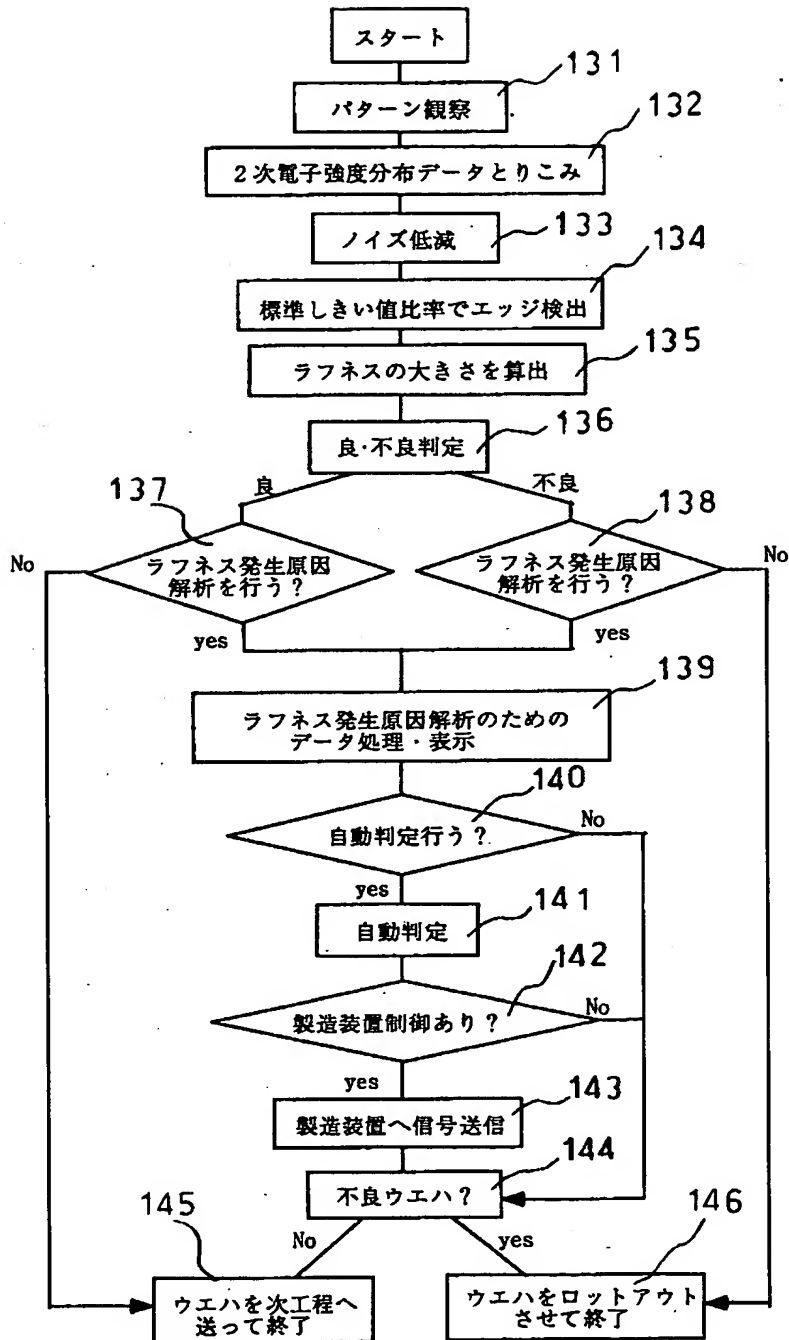 スタート
131
パターン観察
132
2次電子強度分布データとりこみ
ノイズ低減
133
134
標準しきい値比率でエッジ検出
135
ラフネスの大きさを算出
136
良・不良判定
137
良
不良
138
No
ラフネス発生原因
解析を行う?
ラフネス発生原因
解析を行う?
No
yes
yes
139
ラフネス発生原因解析のための
データ処理・表示
140
自動判定行う?
No
yes
141
自動判定
142
製造装置制御あり?
No
yes
143
製造装置へ信号送信
144
不良ウエハ?
145
No
yes
146
ウエハを次工程へ
送って終了
ウエハをロットアウト
させて終了